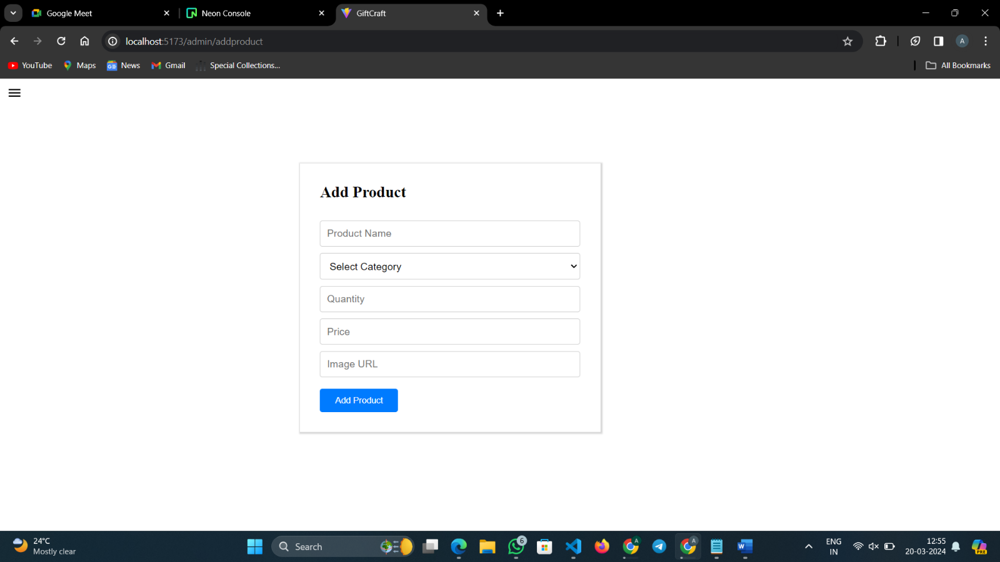 Google Meet
Neon Console
GiftCraft
localhost:5173/admin/addproduct
A
YouTube
Maps
News
Gmail
Special Collections...
All Bookmarks
Add Product
Product Name
Select Category
Quantity
Price
Image URL
Add Product
24°C
Mostly clear
Search
6
A
A
W
PRE
ENG
IN
12:55
20-03-2024